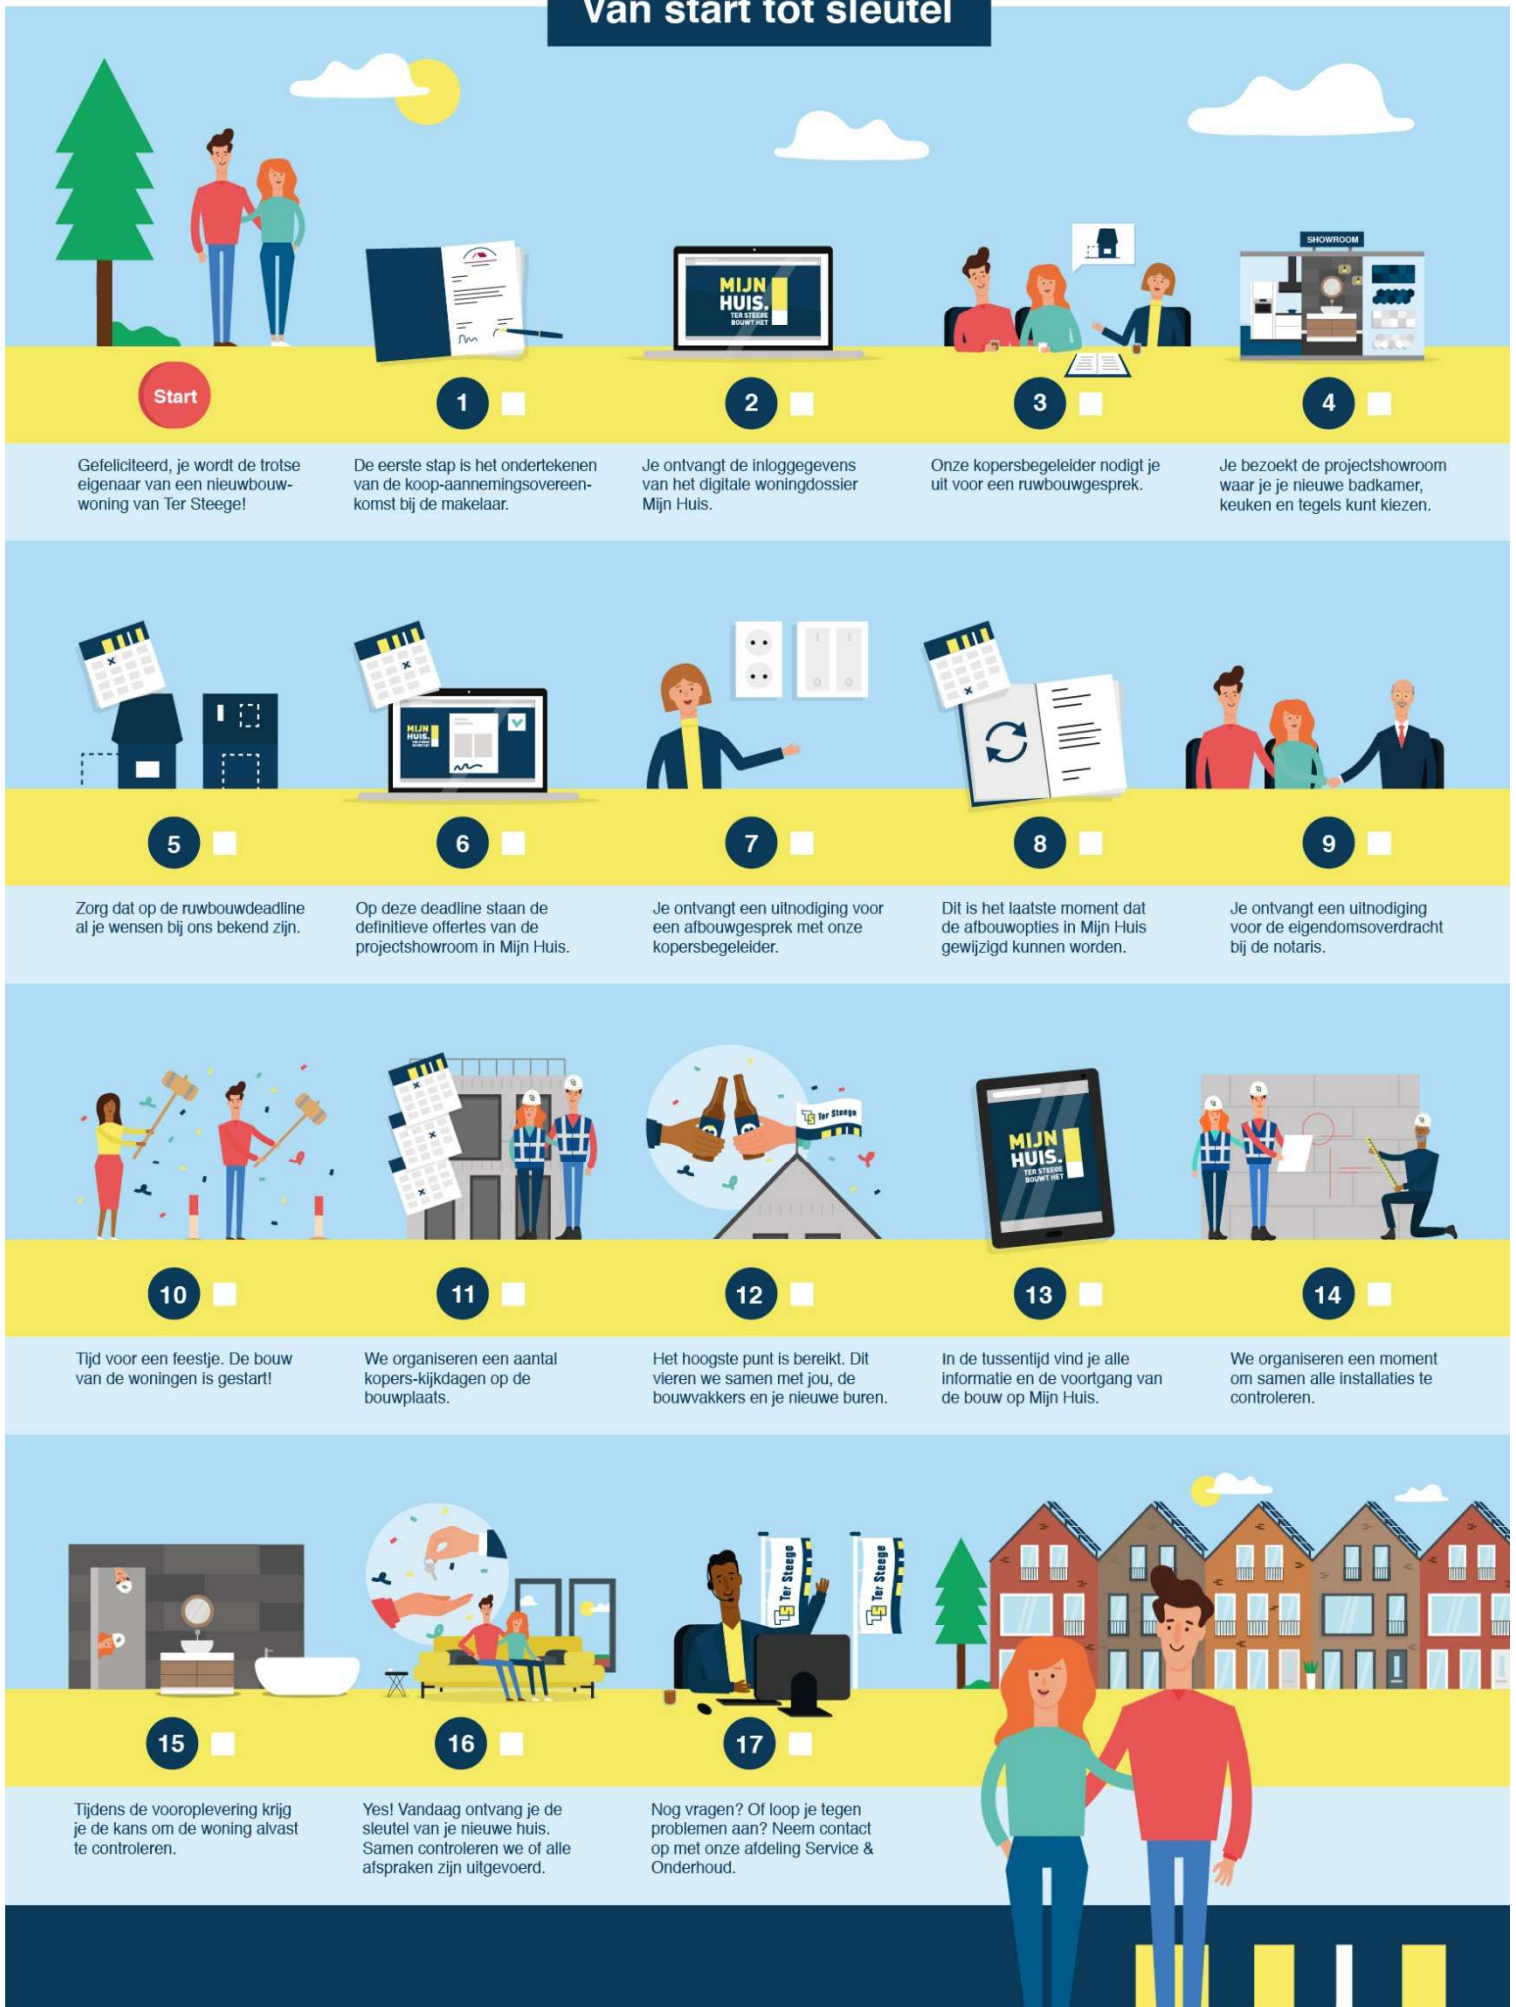 Van start tot sleutel
SHOWROOM
MIJN
HUIS.
TER STEEGE
BOUWT HET
Start
1
2
3
4
Gefeliciteerd, je wordt de trotse
eigenaar van een nieuwbouw-
woning van Ter Steege!
De eerste stap is het ondertekenen
van de koop-aannemingsovereen-
komst bij de makelaar.
Je ontvangt de inloggegevens
van het digitale woningdossier
Mijn Huis.
Onze kopersbegeleider nodigt je
uit voor een ruwbouwgesprek.
Je bezoekt de projectshowroom
waar je je nieuwe badkamer,
keuken en tegels kunt kiezen.
MIJN
HUIS.
5
6
7
8
9
Zorg dat op de ruwbouwdeadline
al je wensen bij ons bekend zijn.
Op deze deadline staan de
definitieve offertes van de
projectshowroom in Mijn Huis.
Je ontvangt een uitnodiging voor
een afbouwgesprek met onze
kopersbegeleider.
Dit is het laatste moment dat
de afbouwopties in Mijn Huis
gewijzigd kunnen worden.
Je ontvangt een uitnodiging
voor de eigendomsoverdracht
bij de notaris.
Ter Steege
MIJN
HUIS.
TER STEEGE
BOUWT HET
10
11
12
13
14
Tijd voor een feestje. De bouw
van de woningen is gestart!
We organiseren een aantal
kopers-kijkdagen op de
bouwplaats.
Het hoogste punt is bereikt. Dit
vieren we samen met jou, de
bouwvakkers en je nieuwe buren.
In de tussentijd vind je alle
informatie en de voortgang van
de bouw op Mijn Huis.
We organiseren een moment
om samen alle installaties te
controleren.
Ter Steege
Ter Steege
15
16
17
Tijdens de vooroplevering krijg
je de kans om de woning alvast
te controleren.
Yes! Vandaag ontvang je de
sleutel van je nieuwe huis.
Samen controleren we of alle
afspraken zijn uitgevoerd.
Nog vragen? Of loop je tegen
problemen aan? Neem contact
op met onze afdeling Service &
Onderhoud.